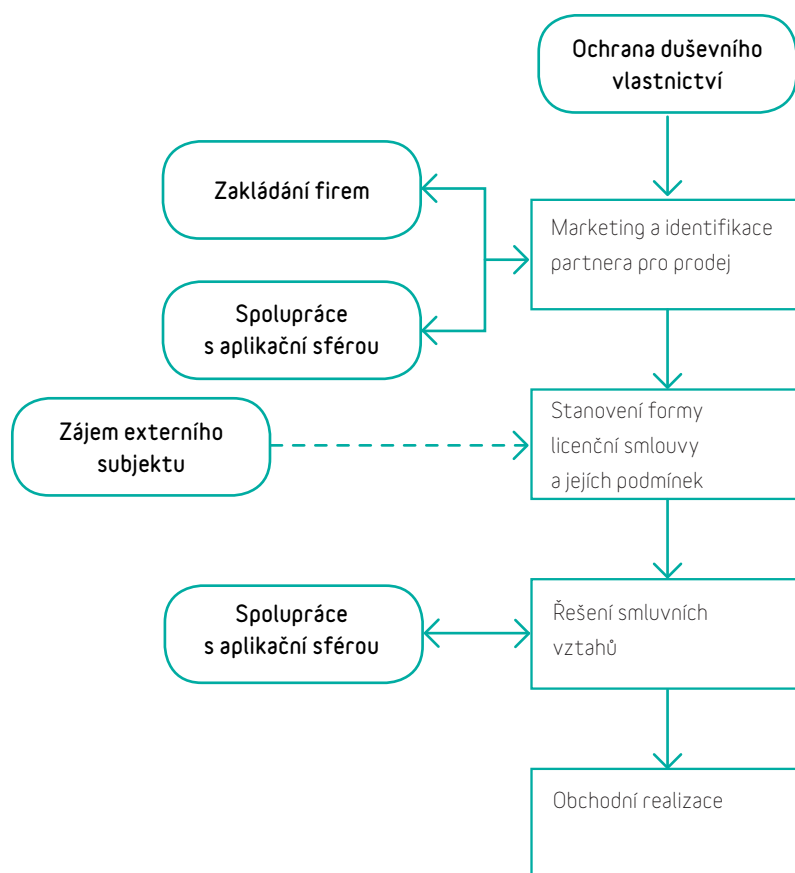 Ochrana duševního
vlastnictví
Zakládání firem
Marketing a identifikace
partnera pro prodej
Spolupráce
s aplikační sférou
Zájem externího
subjektu
Stanovení formy
licenční smlouvy
a jejích podmínek
Spolupráce
s aplikační sférou
Řešení smluvních
vztahů
Obchodní realizace